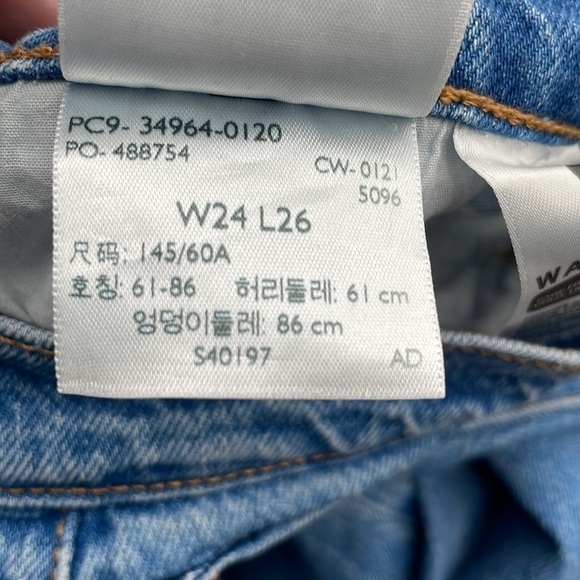 PC9- 34964-0120
PO- 488754
CW- 0121
5096
W24 L26
尺码: 145/60A
호칭: 61-86 허리둘레: 61 cm
엉덩이둘레: 86 cm
S40197 AD
WA